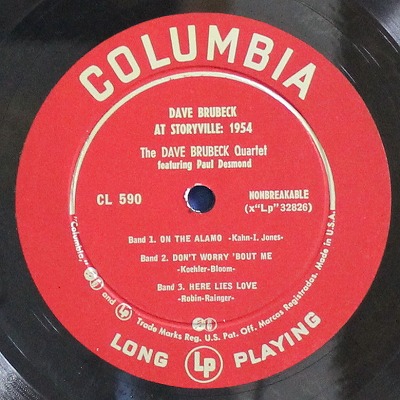 COLUMBIA
DAVE BRUBECK
AT STORYVILLE: 1954
The DAVE BRUBECK Quartet
featuring Paul Desmond
CL 590
NONBREAKABLE
(x"Lp" 32826)
Band 1. ON THE ALAMO -Kahn-I. Jones-
Band 2. DON'T WORRY 'BOUT ME
-Koehler-Bloom-
Band 3. HERE LIES LOVE
-Robin-Rainger-
"Columbia," and LP Trade Marks Reg. U.S. Pat. Off. Marcas Registradas. Made in U.S.A.
LONG LP PLAYING